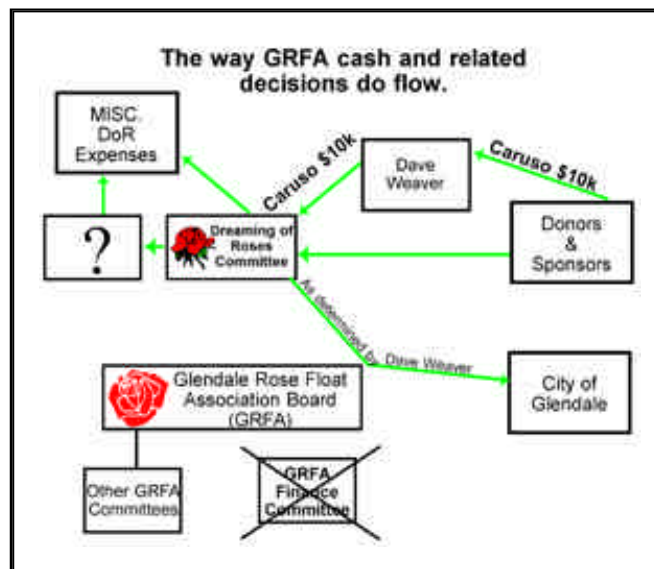 The way GRFA cash and related
decisions do flow.
MISC.
DoR
Expenses
Caruso $10k
Dave
Weaver
Caruso $10k
?
Dreaming of
Roses
Committee
Donors
&
Sponsors
As determined by Dave Weaver
City of
Glendale
Glendale Rose Float
Association Board
(GRFA)
Other GRFA
Committees
GRFA
Finance
Committee